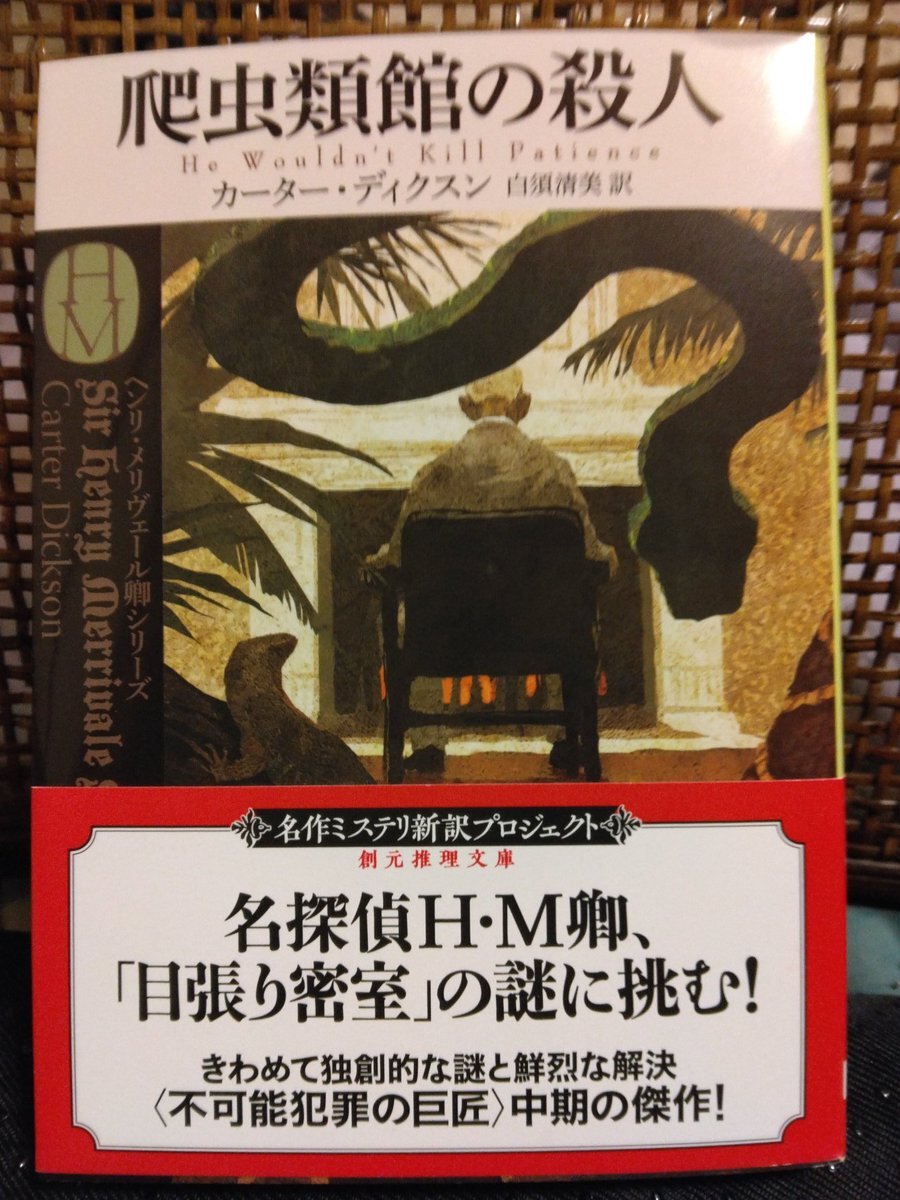 爬虫類館の殺人
He Wouldn't Kill Patience
カーター・ディクスン 白須清美 訳
HM
ヘンリ・メリヴェール卿シリーズ
Sir Henry Merrivale
Carter Dickson
名作ミステリ新訳プロジェクト
創元推理文庫
名探偵H・M卿、
「目張り密室」の謎に挑む!
きわめて独創的な謎と鮮烈な解決
〈不可能犯罪の巨匠〉中期の傑作!